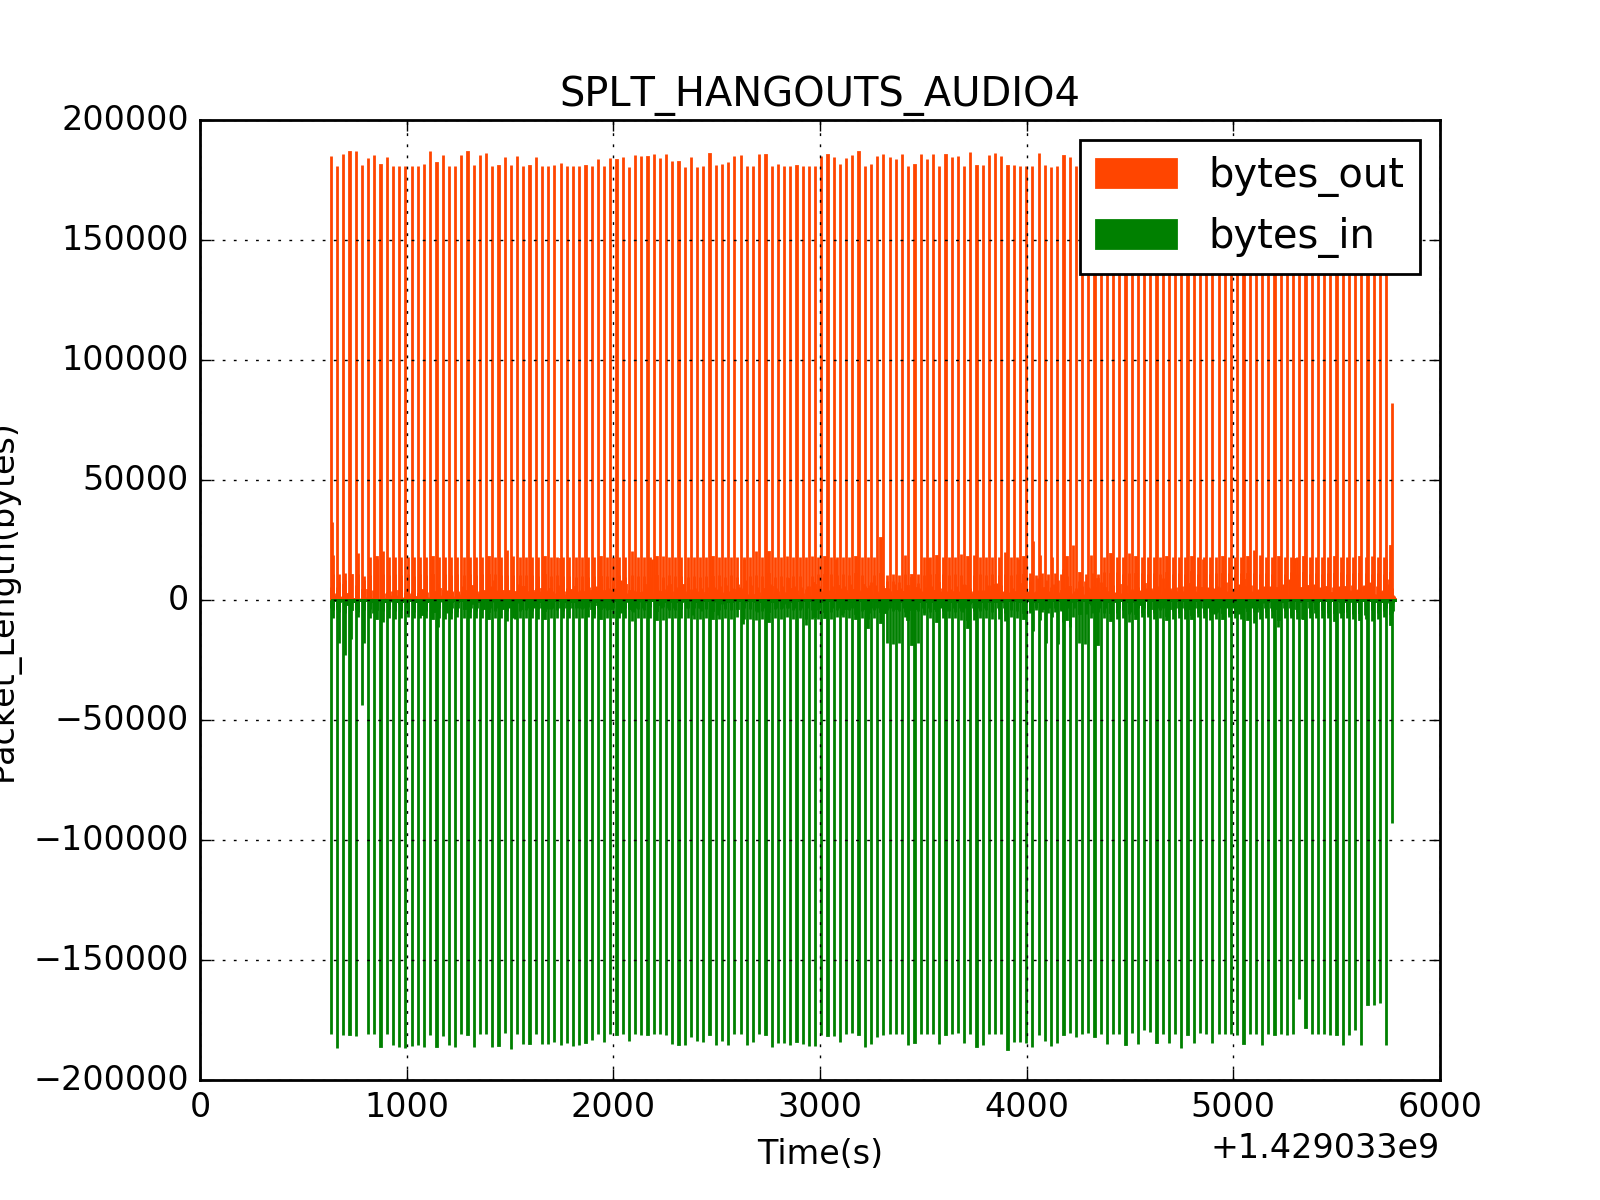 SPLT_HANGOUTS_AUDIO4
200000
150000
100000
50000
0
−50000
−100000
−150000
−200000
Packet_Length(bytes)
bytes_out
bytes_in
0 1000 2000 3000 4000 5000 6000
Time(s)
+1.429033e9